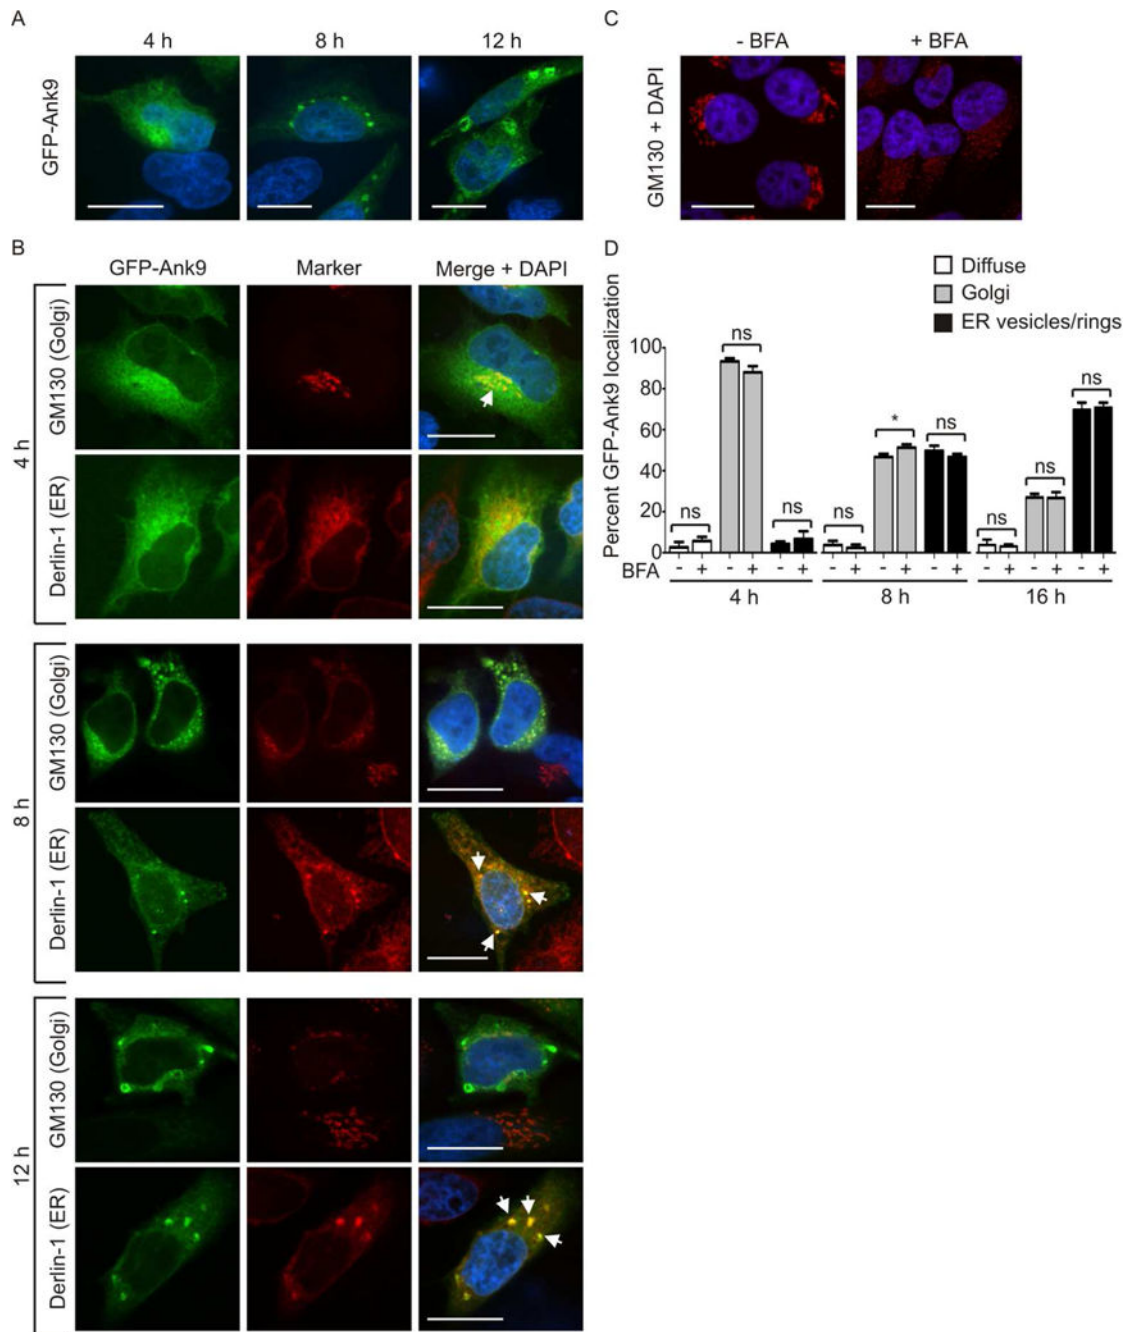 A
4 h
8 h
12 h
GFP-Ank9
C
- BFA
+ BFA
GM130 + DAPI
B
GFP-Ank9
Marker
Merge + DAPI
4 h
GM130 (Golgi)
Derlin-1 (ER)
8 h
GM130 (Golgi)
Derlin-1 (ER)
12 h
GM130 (Golgi)
Derlin-1 (ER)
D
Diffuse
Golgi
ER vesicles/rings
Percent GFP-Ank9 localization
100
80
60
40
20
0
ns
ns
ns
ns
*
ns
ns
ns
ns
BFA
- + - + - + - + - + - + - + - + - +
4 h
8 h
16 h